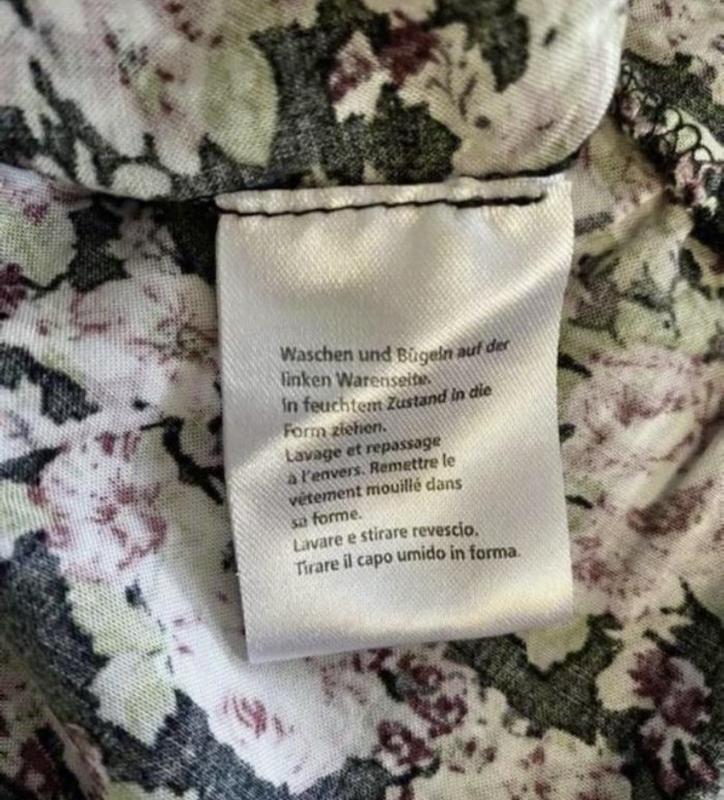 Waschen und Bügeln auf der
linken Warenseite.
In feuchtem Zustand in die
Form ziehen.
Lavage et repassage
à l'envers. Remettre le
vêtement mouillé dans
sa forme.
Lavare e stirare revescio.
Tirare il capo umido in forma.